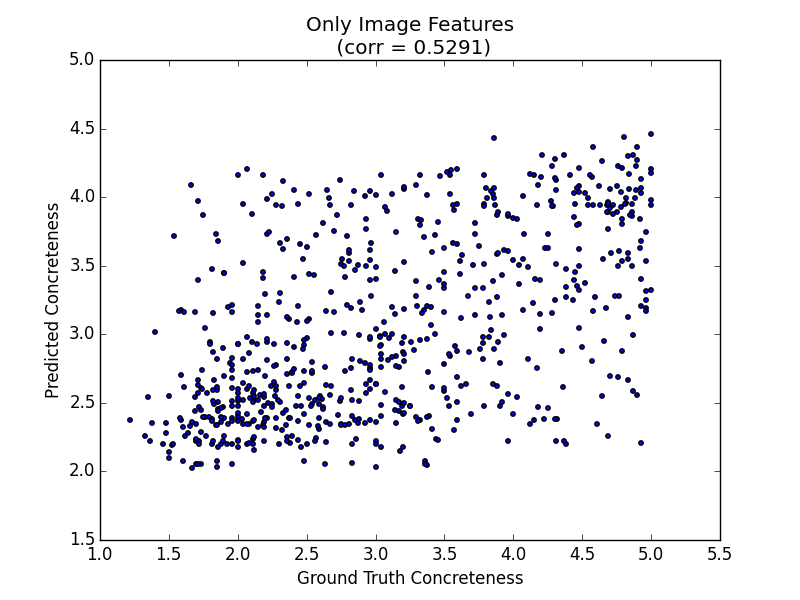 Only Image Features
(corr = 0.5291)
5.0
4.5
4.0
3.5
3.0
2.5
2.0
1.5
Predicted Concreteness
1.0 1.5 2.0 2.5 3.0 3.5 4.0 4.5 5.0 5.5
Ground Truth Concreteness